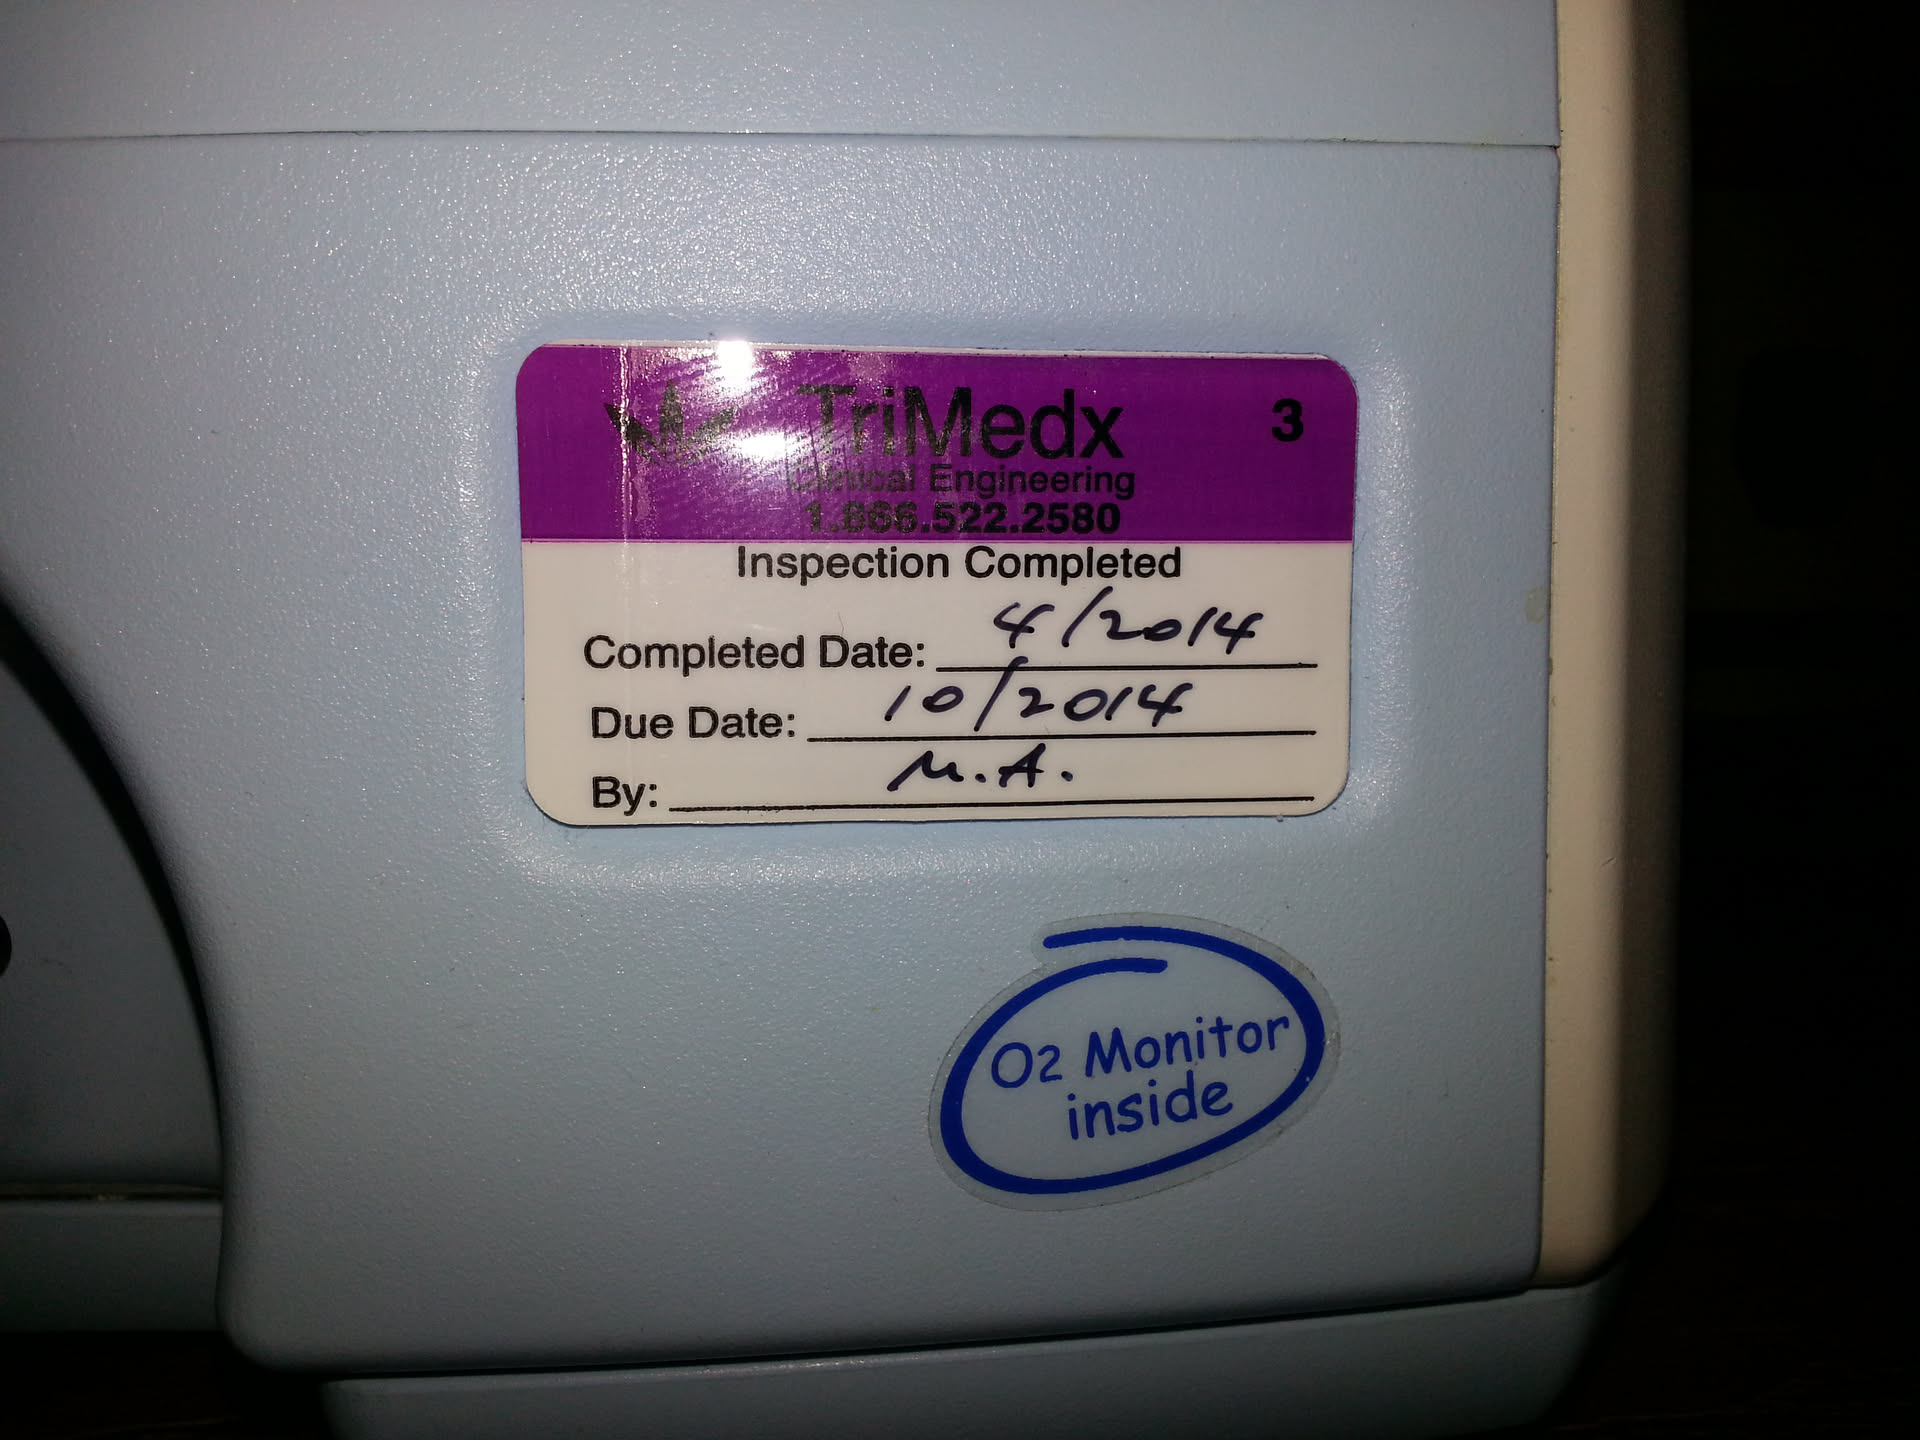 TriMedx 3
Clinical Engineering
1.866.522.2580
Inspection Completed
Completed Date: 4/2014
Due Date: 10/2014
By: M.A.
O2 Monitor
inside